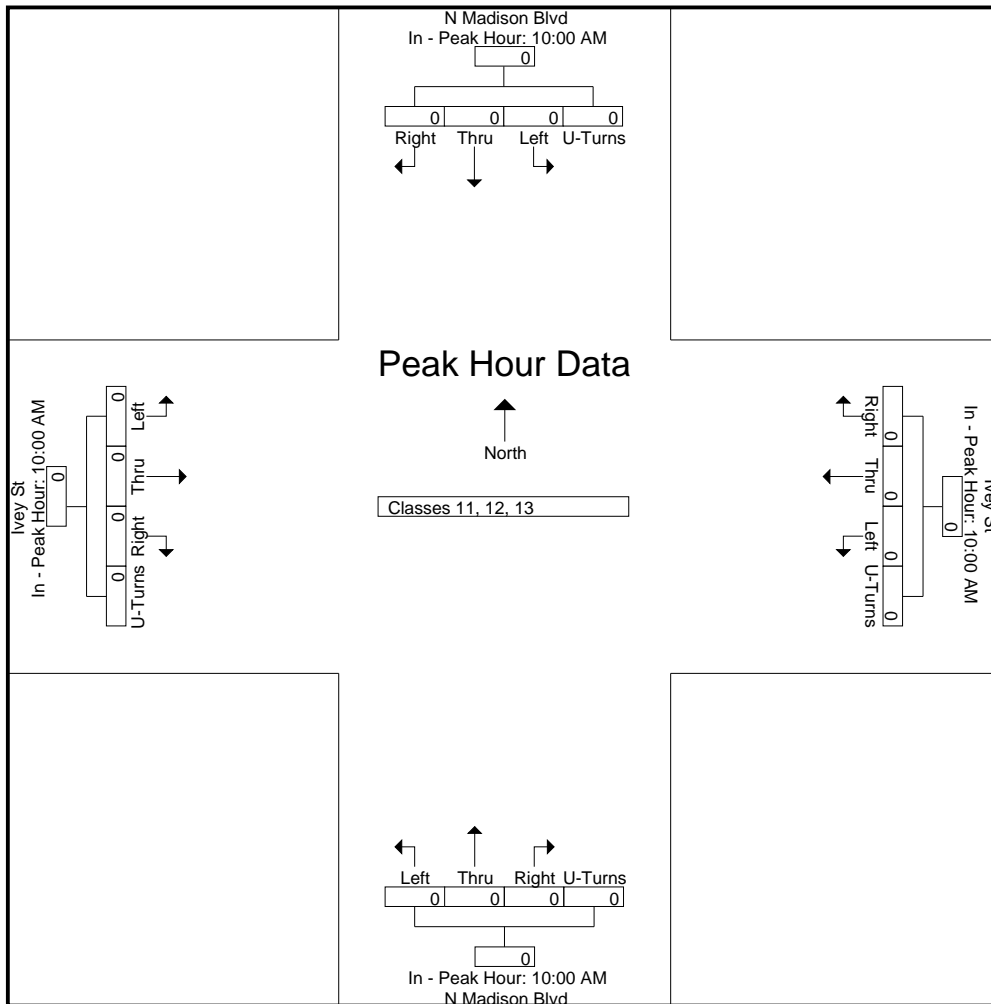 N Madison Blvd
In - Peak Hour: 10:00 AM
0
0 0 0 0
Right Thru Left U-Turns
Peak Hour Data
North
Classes 11, 12, 13
Ivey St
In - Peak Hour: 10:00 AM
0
0 0 0 0
Left Thru Right U-Turns
Ivey St
In - Peak Hour: 10:00 AM
0
0 0 0 0
Right Thru Left U-Turns
Left Thru Right U-Turns
0 0 0 0
0
In - Peak Hour: 10:00 AM
N Madison Blvd